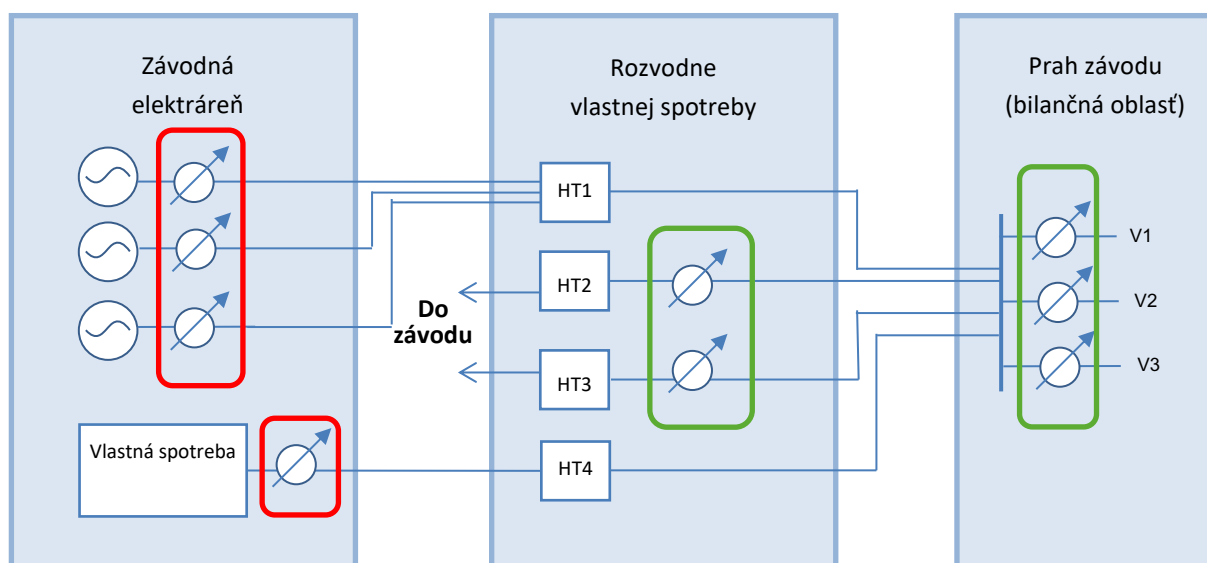 Závodná
elektráreň
Rozvodne
vlastnej spotreby
Prah závodu
(bilančná oblasť)
HT1
HT2
HT3
HT4
Do
závodu
Vlastná spotreba
V1
V2
V3